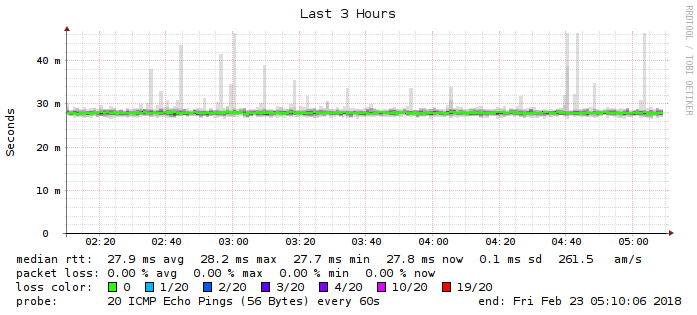 Last 3 Hours
RRDTOOL / TOBI OETIKER
Seconds
40 m
30 m
20 m
10 m
0
02:20 02:40 03:00 03:20 03:40 04:00 04:20 04:40 05:00
median rtt: 27.9 ms avg 28.2 ms max 27.7 ms min 27.8 ms now 0.1 ms sd 261.5 am/s
packet loss: 0.00 % avg 0.00 % max 0.00 % min 0.00 % now
loss color: 0 1/20 2/20 3/20 4/20 10/20 19/20
probe: 20 ICMP Echo Pings (56 Bytes) every 60s end: Fri Feb 23 05:10:06 2018